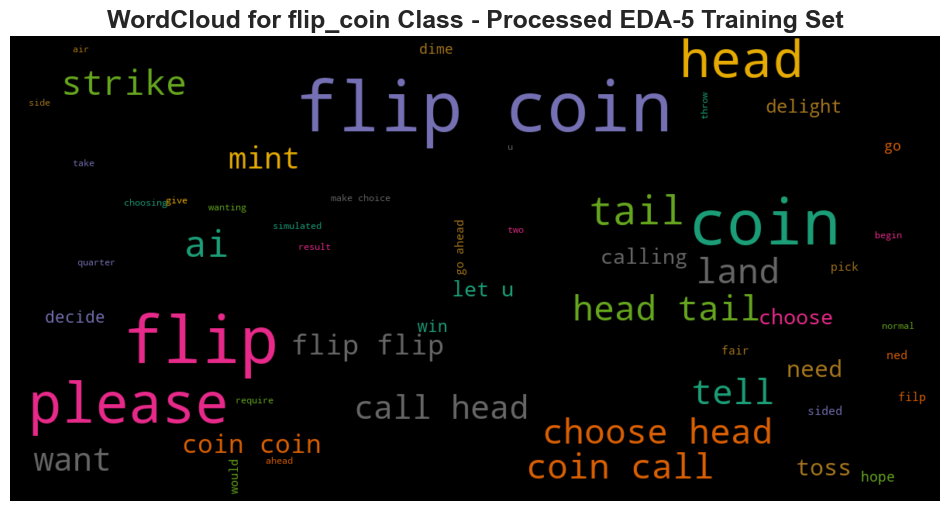 WordCloud for flip_coin Class - Processed EDA-5 Training Set
air
dime
head
strike
flip coin
side
throw
delight
mint
u
go
take
choosing
give
wanting
make choice
simulated
result
ai
go ahead
two
tail
coin
begin
quarter
calling
land
pick
let u
decide
flip
win
flip flip
head tail
choose
normal
fair
need
ned
please
require
call head
tell
sided
filp
want
coin coin
ahead
would
choose head
coin call
toss
hope